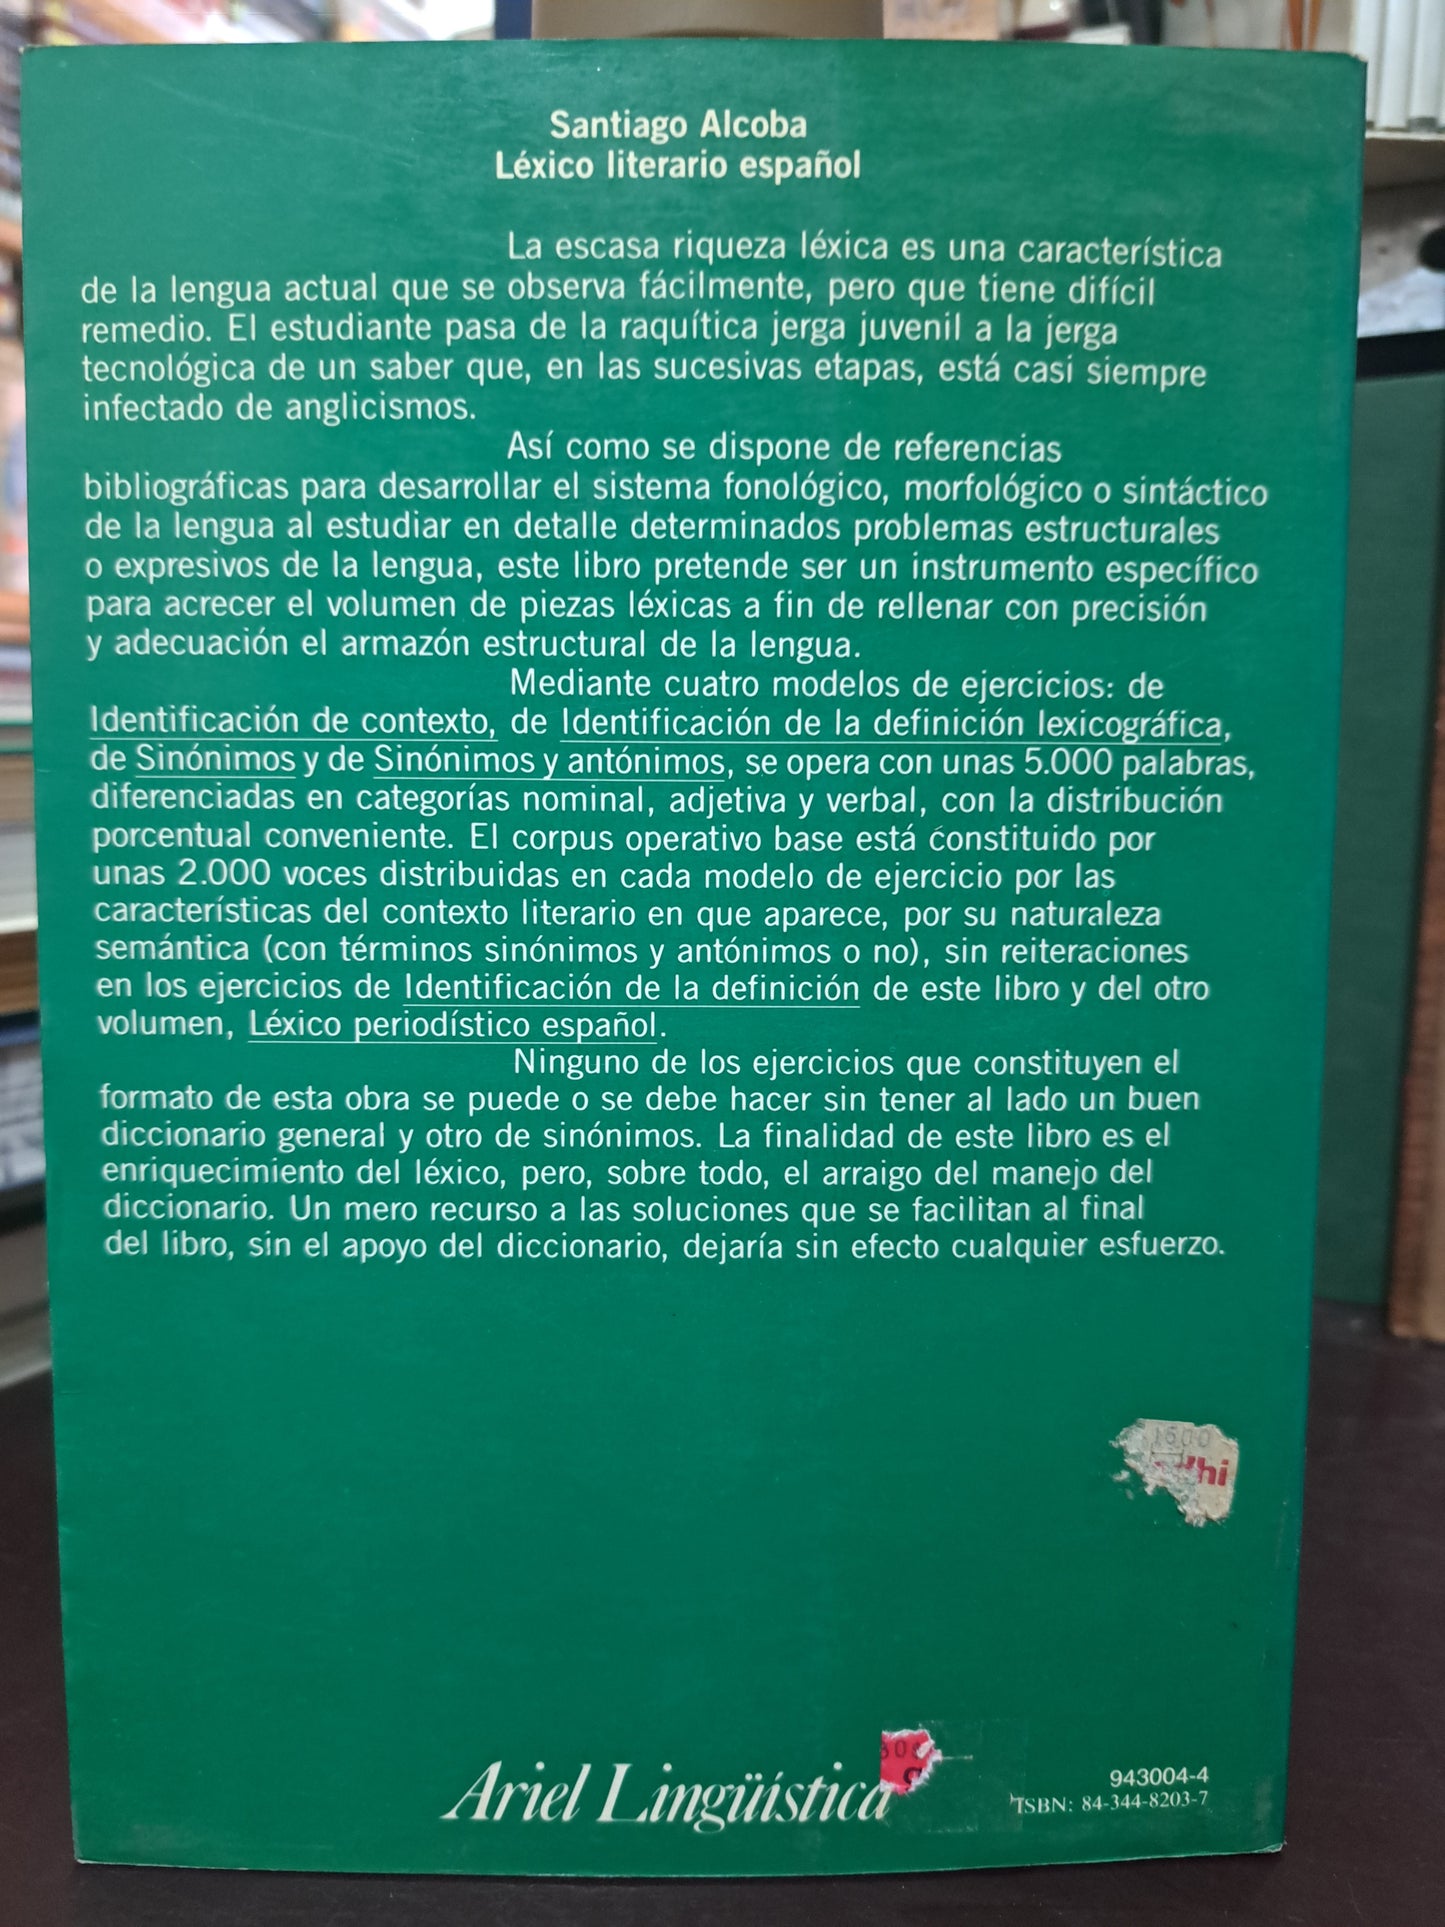 Santiago Alcoba
Léxico literario español
La escasa riqueza léxica es una característica
de la lengua actual que se observa fácilmente, pero que tiene difícil
remedio. El estudiante pasa de la raquítica jerga juvenil a la jerga
tecnológica de un saber que, en las sucesivas etapas, está casi siempre
infectado de anglicismos.
Así como se dispone de referencias
bibliográficas para desarrollar el sistema fonológico, morfológico o sintáctico
de la lengua al estudiar en detalle determinados problemas estructurales
o expresivos de la lengua, este libro pretende ser un instrumento específico
para acrecer el volumen de piezas léxicas a fin de rellenar con precisión
y adecuación el armazón estructural de la lengua.
Mediante cuatro modelos de ejercicios: de
Identificación de contexto, de Identificación de la definición lexicográfica,
de Sinónimos y de Sinónimos y antónimos, se opera con unas 5.000 palabras,
diferenciadas en categorías nominal, adjetiva y verbal, con la distribución
porcentual conveniente. El corpus operativo base está constituido por
unas 2.000 voces distribuidas en cada modelo de ejercicio por las
características del contexto literario en que aparece, por su naturaleza
semántica (con términos sinónimos y antónimos o no), sin reiteraciones
en los ejercicios de Identificación de la definición de este libro y del otro
volumen, Léxico periodístico español.
Ninguno de los ejercicios que constituyen el
formato de esta obra se puede o se debe hacer sin tener al lado un buen
diccionario general y otro de sinónimos. La finalidad de este libro es el
enriquecimiento del léxico, pero, sobre todo, el arraigo del manejo del
diccionario. Un mero recurso a las soluciones que se facilitan al final
del libro, sin el apoyo del diccionario, dejaría sin efecto cualquier esfuerzo.
1600
Ariel Lingüística
943004-4
ISBN: 84-344-8203-7